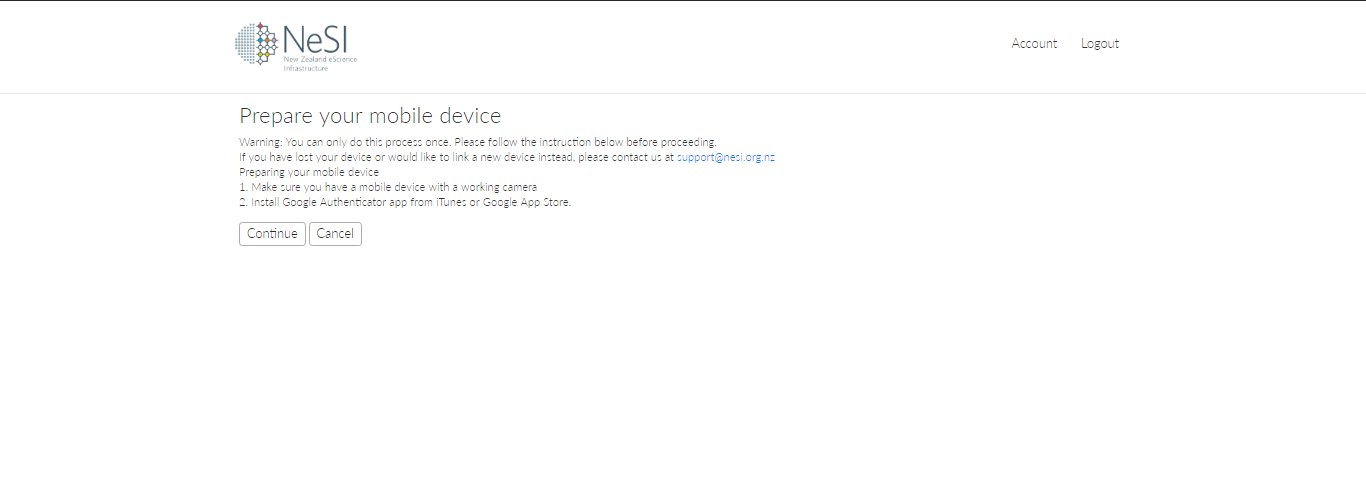 NeSI
New Zealand eScience
Infrastructure
Account Logout
Prepare your mobile device
Warning: You can only do this process once. Please follow the instruction below before proceeding.
If you have lost your device or would like to link a new device instead, please contact us at support@nesi.org.nz
Preparing your mobile device
1. Make sure you have a mobile device with a working camera
2. Install Google Authenticator app from iTunes or Google App Store.
Continue Cancel